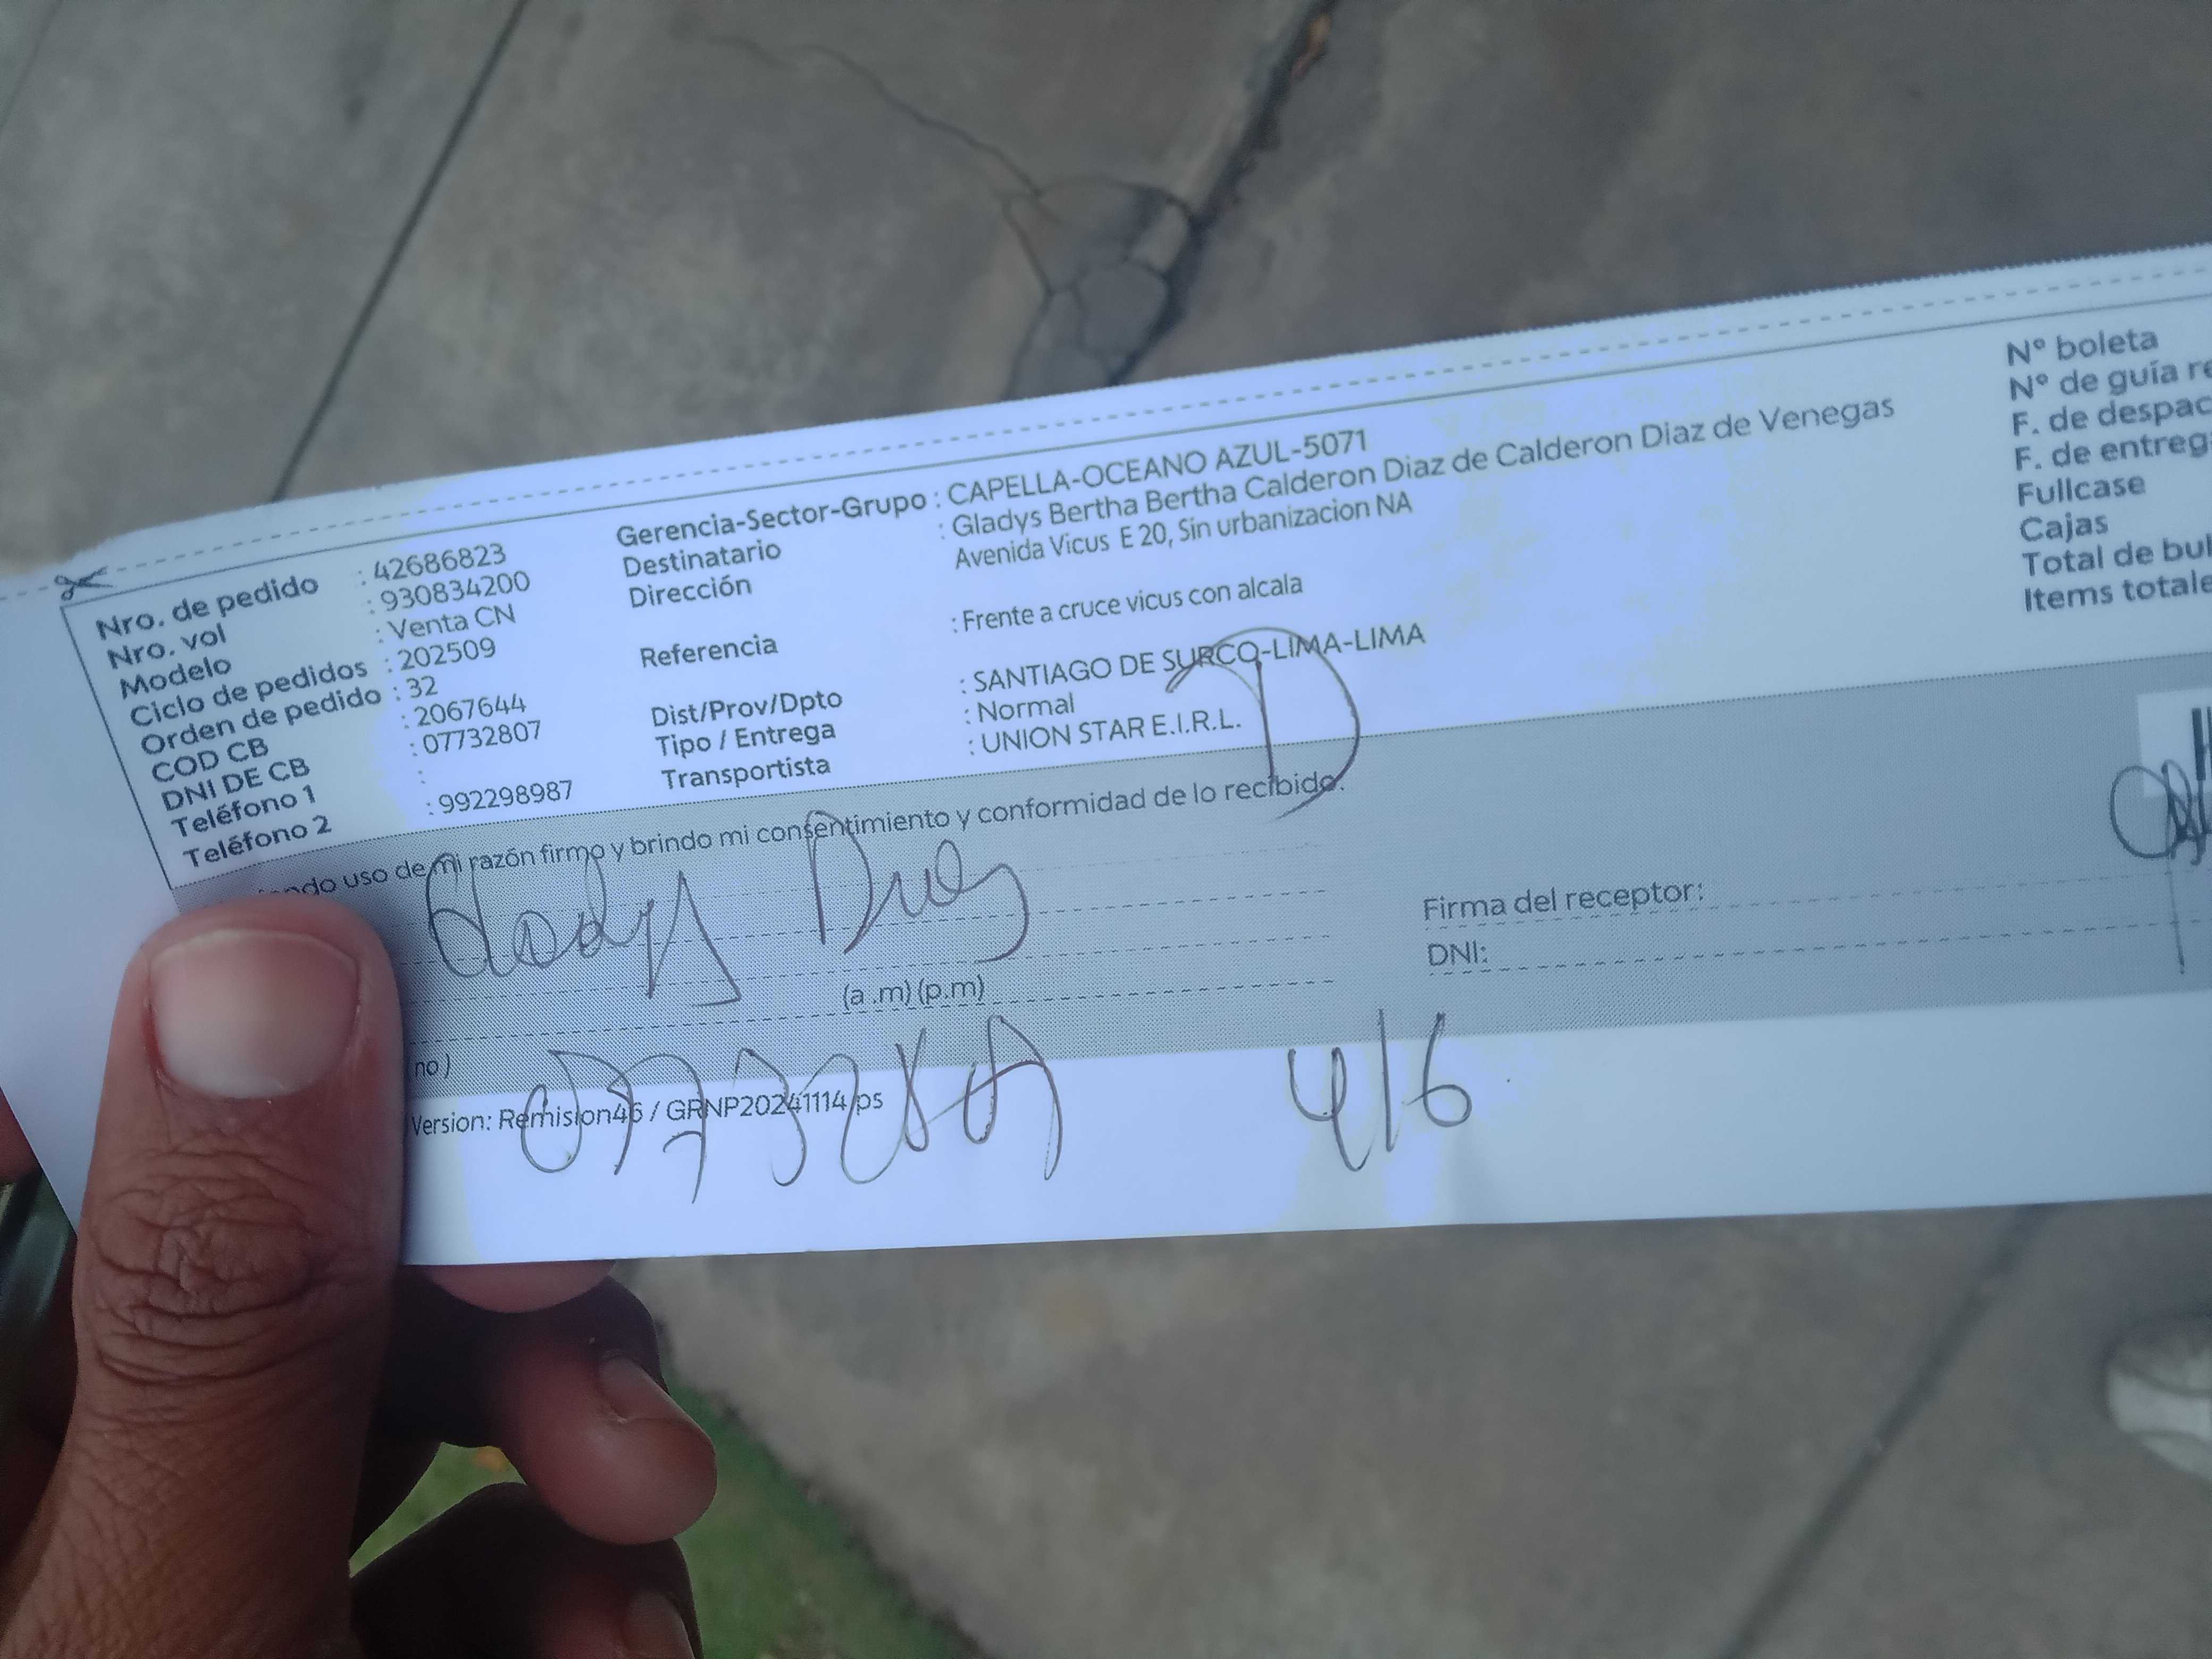 Nro. de pedido : 42686823
Nro. vol : 930834200
Modelo : Venta CN
Ciclo de pedidos : 202509
Orden de pedido : 32
COD CB : 2067644
DNI DE CB : 07732807
Teléfono 1 :
Teléfono 2 : 992298987
Gerencia-Sector-Grupo : CAPELLA-OCEANO AZUL-5071
Destinatario : Gladys Bertha Bertha Calderon Diaz de Calderon Diaz de Venegas
Dirección Avenida Vicus E 20, Sin urbanizacion NA
Referencia : Frente a cruce vicus con alcala
Dist/Prov/Dpto : SANTIAGO DE SURCO-LIMA-LIMA
Tipo / Entrega : Normal
Transportista : UNION STAR E.I.R.L.
N° boleta
N° de guía re
F. de despac
F. de entreg
Fullcase
Cajas
Total de bul
Items totale
D
uso de mi razón firmo y brindo mi consentimiento y conformidad de lo recibido.
Firma del receptor:
DNI:
(a .m) (p.m)
no )
4/6
Version: Remision46 / GRNP20241114/ps